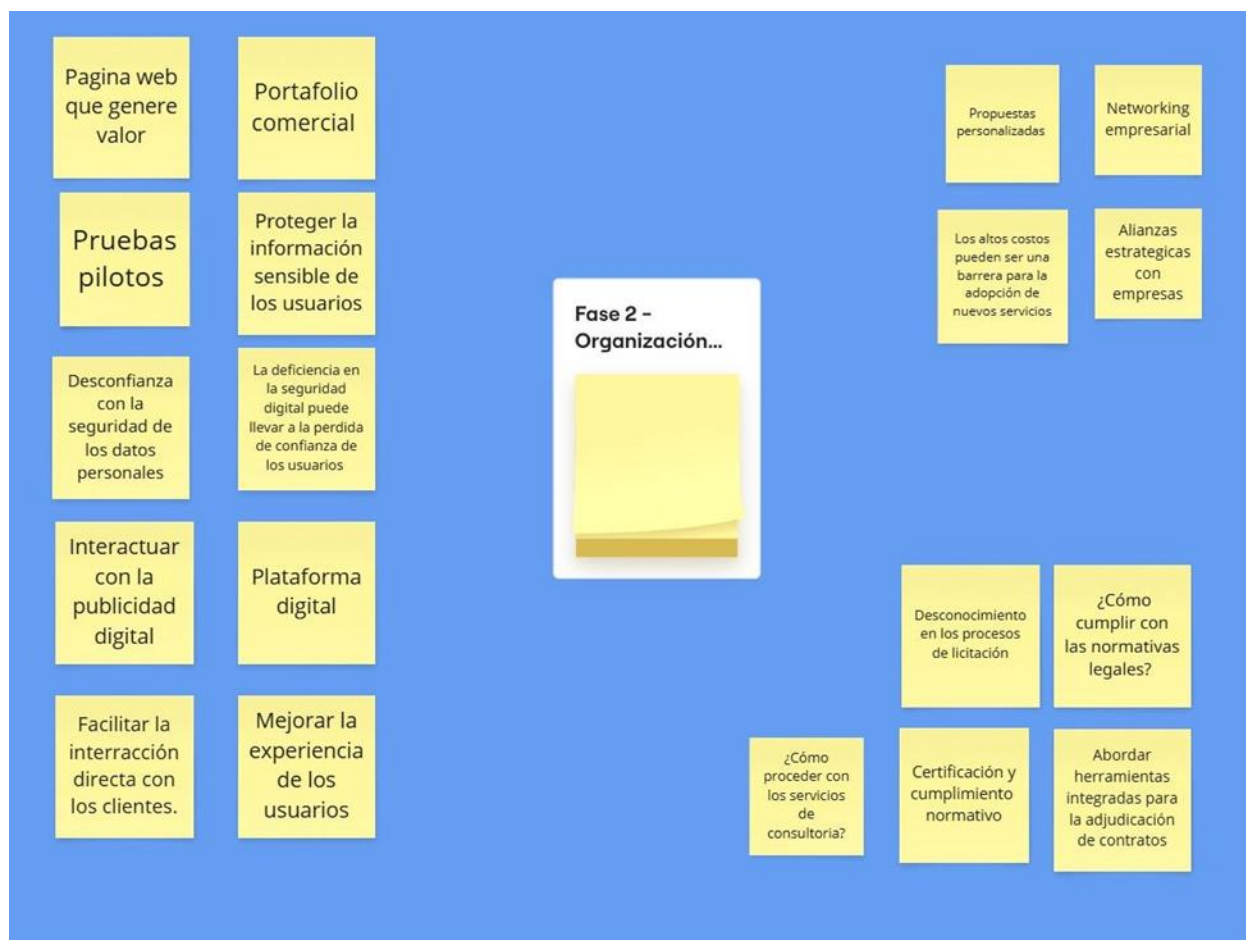 Pagina web
que genere
valor
Portafolio
comercial
Pruebas
pilotos
Proteger la
información
sensible de
los usuarios
Desconfianza
con la
seguridad de
los datos
personales
La deficiencia en
la seguridad
digital puede
llevar a la perdida
de confianza de
los usuarios
Interactuar
con la
publicidad
digital
Plataforma
digital
Facilitar la
interracción
directa con
los clientes.
Mejorar la
experiencia
de los
usuarios
Fase 2 –
Organización...
Propuestas
personalizadas
Networking
empresarial
Los altos costos
pueden ser una
barrera para la
adopción de
nuevos servicios
Alianzas
estrategicas
con
empresas
Desconocimiento
en los procesos
de licitación
¿Cómo
cumplir con
las normativas
legales?
¿Cómo
proceder con
los servicios
de
consultoria?
Certificación y
cumplimiento
normativo
Abordar
herramientas
integradas para
la adjudicación
de contratos